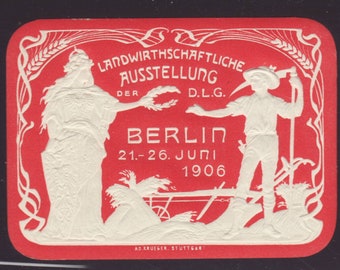 LANDWIRTHSCHAFTLICHE
AUSSTELLUNG
DER D.L.G.
BERLIN
21.-26. JUNI
1906